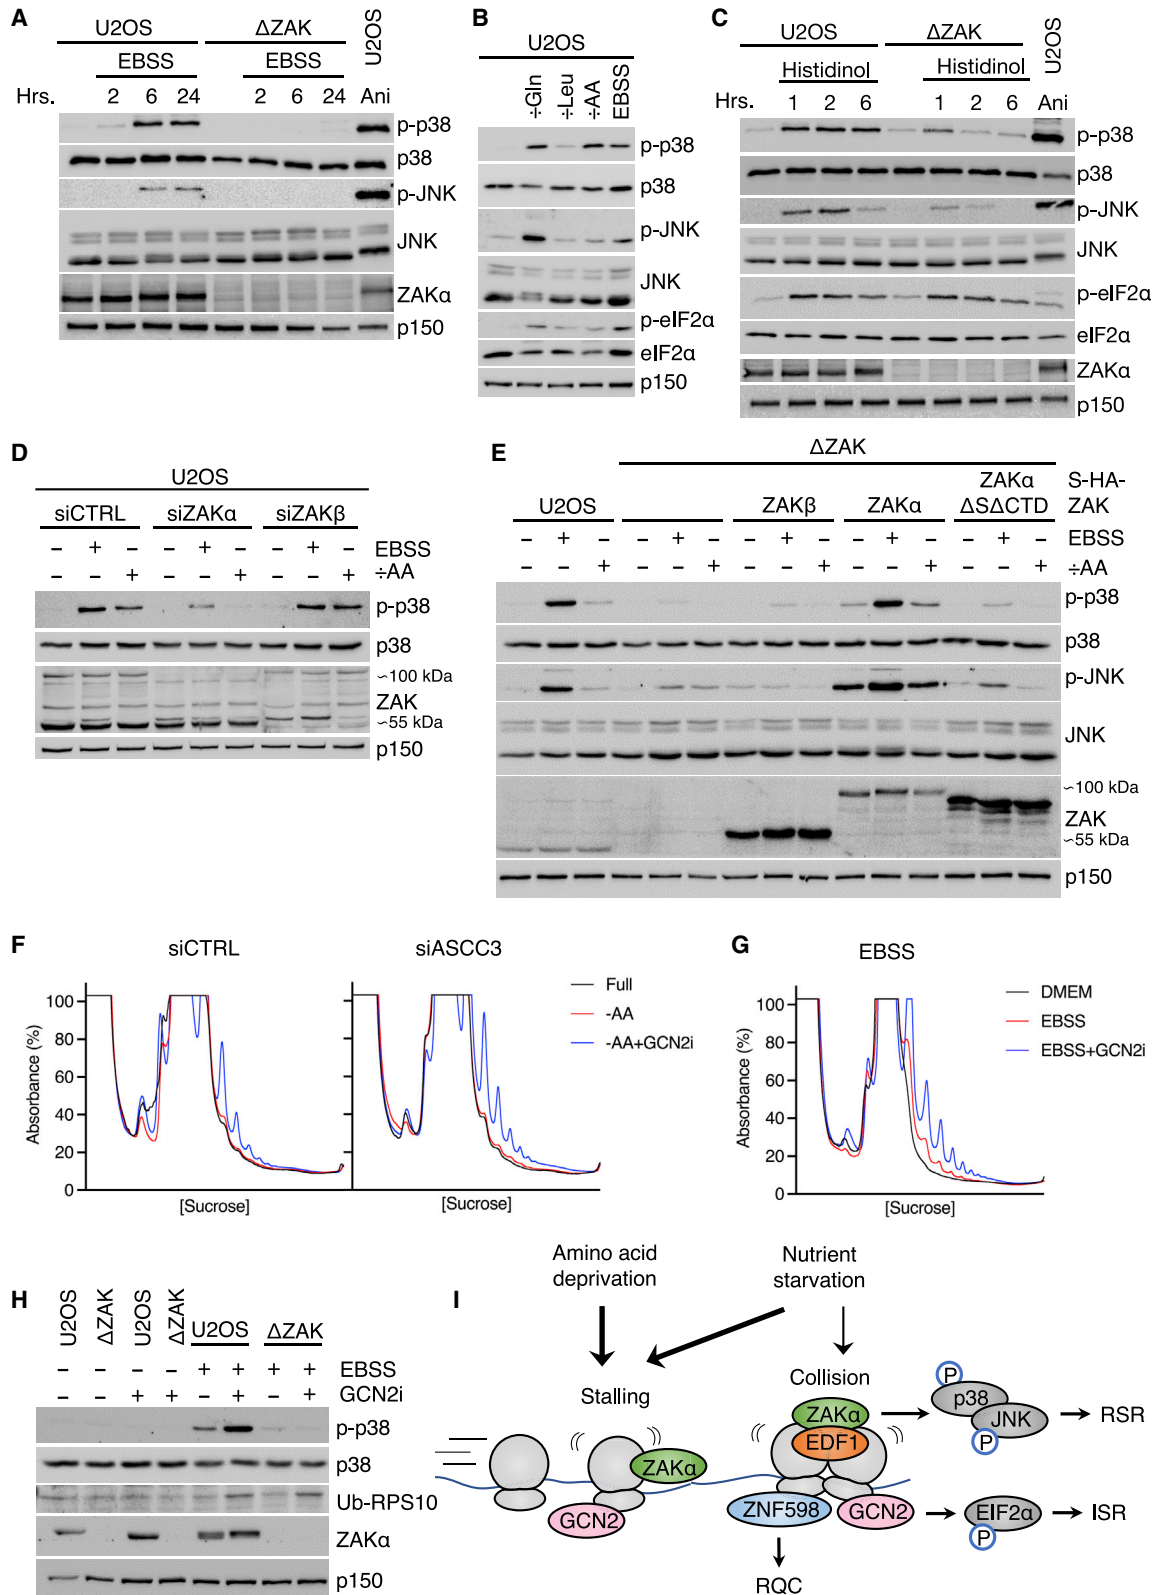 A
U2OS ΔZAK U2OS
EBSS EBSS
Hrs. 2 6 24 2 6 24 Ani
p-p38
p38
p-JNK
JNK
ZAKα
p150
B
U2OS
÷Gln ÷Leu ÷AA EBSS
p-p38
p38
p-JNK
JNK
p-eIF2α
eIF2α
p150
C
U2OS ΔZAK U2OS
Histidinol Histidinol
Hrs. 1 2 6 1 2 6 Ani
p-p38
p38
p-JNK
JNK
p-eIF2α
eIF2α
ZAKα
p150
D
U2OS
siCTRL siZAKα siZAKβ
– + – – + – – + – EBSS
– – + – – + – – + ÷AA
p-p38
p38
~100 kDa
ZAK
~55 kDa
p150
E
ΔZAK
U2OS ZAKβ ZAKα ZAKα ΔSΔCTD S-HA-ZAK
– + – – + – – + – – + – – + – EBSS
– – + – – + – – + – – + – – + ÷AA
p-p38
p38
p-JNK
JNK
~100 kDa
ZAK
~55 kDa
p150
F
siCTRL siASCC3
Full
-AA
-AA+GCN2i
Absorbance (%)
100
80
60
40
20
0
[Sucrose] [Sucrose]
G
EBSS
DMEM
EBSS
EBSS+GCN2i
Absorbance (%)
100
80
60
40
20
0
[Sucrose]
H
U2OS ΔZAK U2OS ΔZAK U2OS ΔZAK
– – – – + + + + EBSS
– – + + – + – + GCN2i
p-p38
p38
Ub-RPS10
ZAKα
p150
I
Amino acid deprivation
Nutrient starvation
Stalling
Collision
ZAKα
GCN2
ZAKα
EDF1
ZNF598
GCN2
RQC
P
p38
JNK
P
RSR
EIF2α
P
ISR